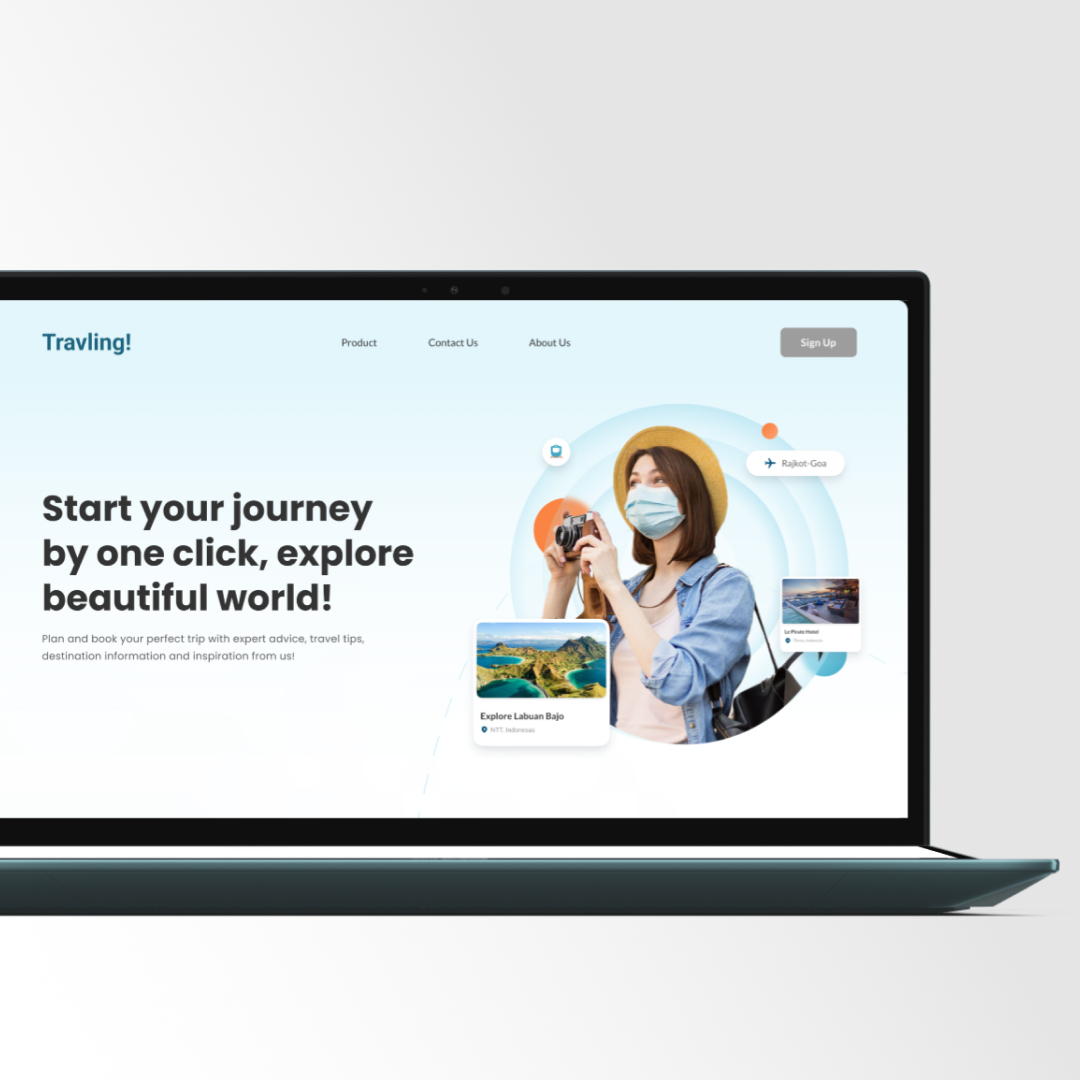 Travling!
Product
Contact Us
About Us
Sign Up
Rajkot-Goa
Start your journey
by one click, explore
beautiful world!
Plan and book your perfect trip with expert advice, travel tips,
destination information and inspiration from us!
Explore Labuan Bajo
NTT, Indonesas
Le Pirate Hotel